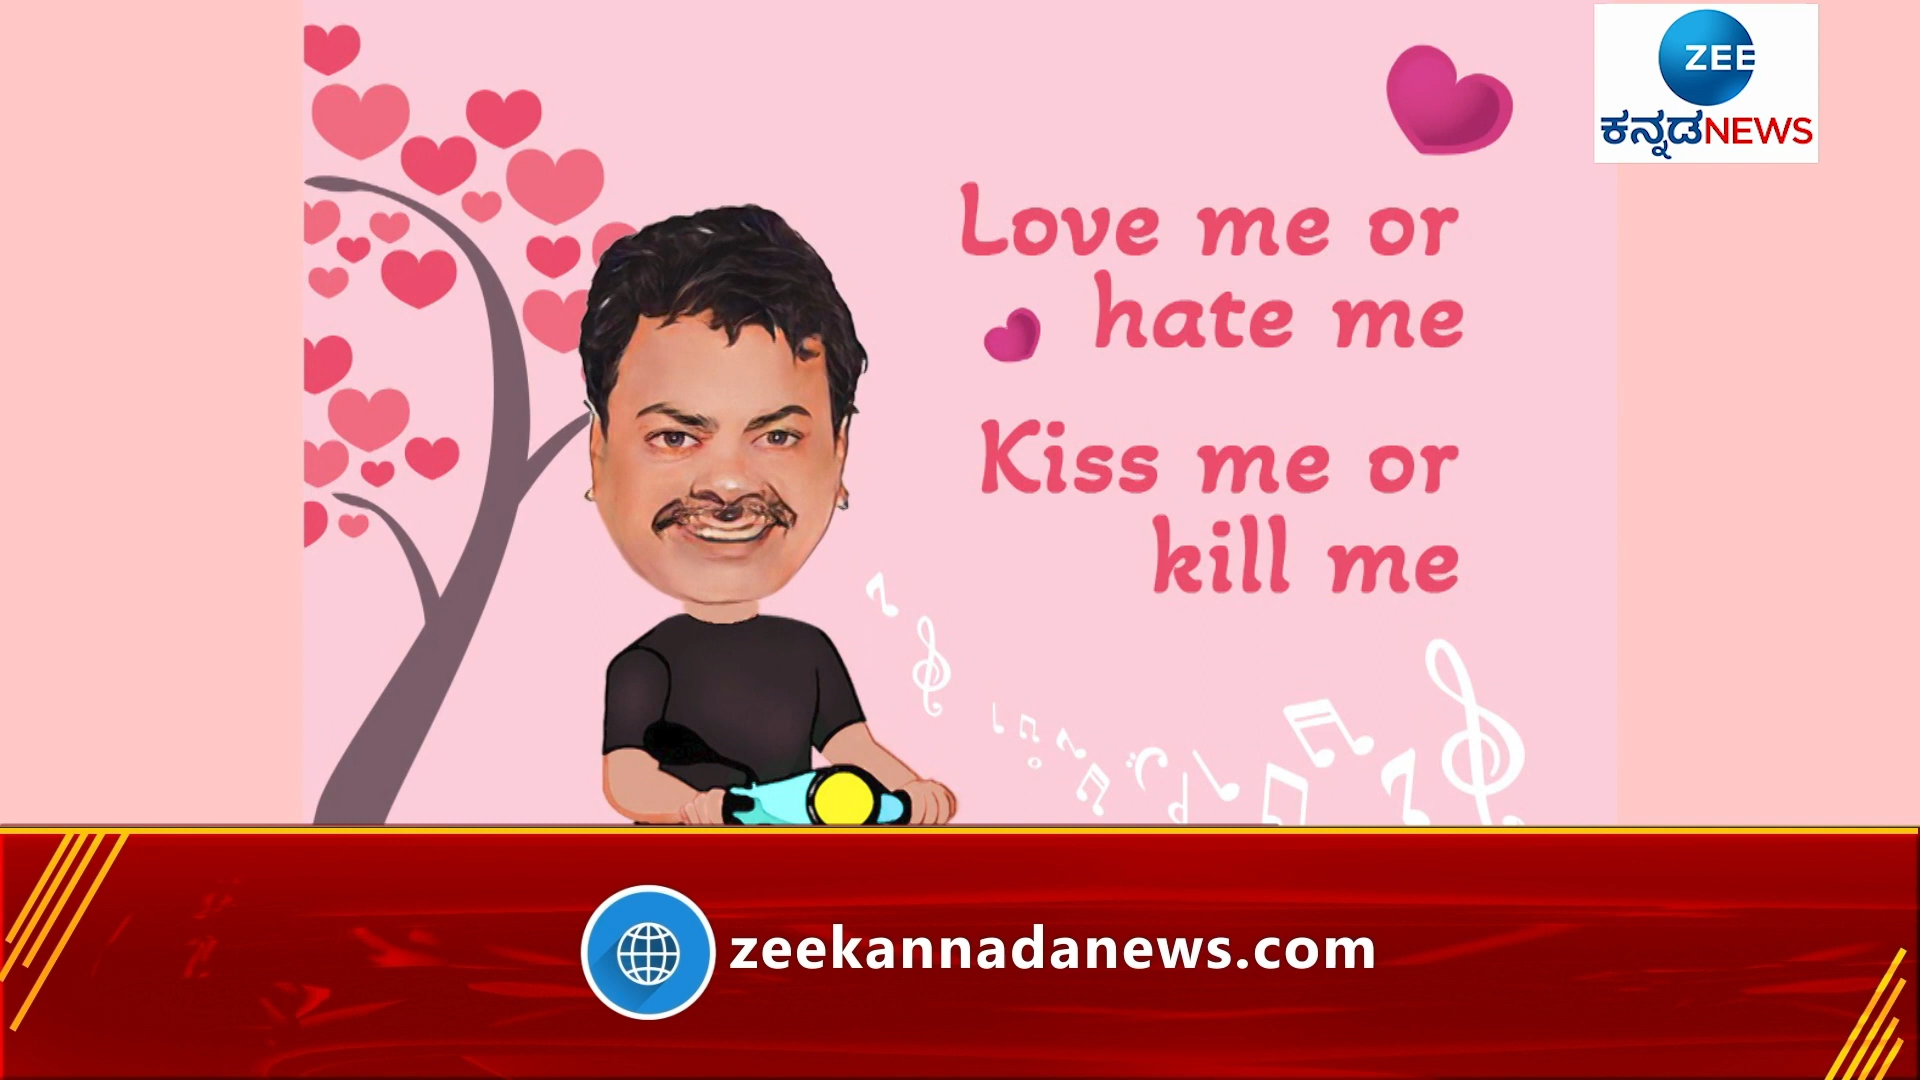 ZEE
ಕನ್ನಡNEWS
Love me or
hate me
Kiss me or
kill me
zeekannadanews.com